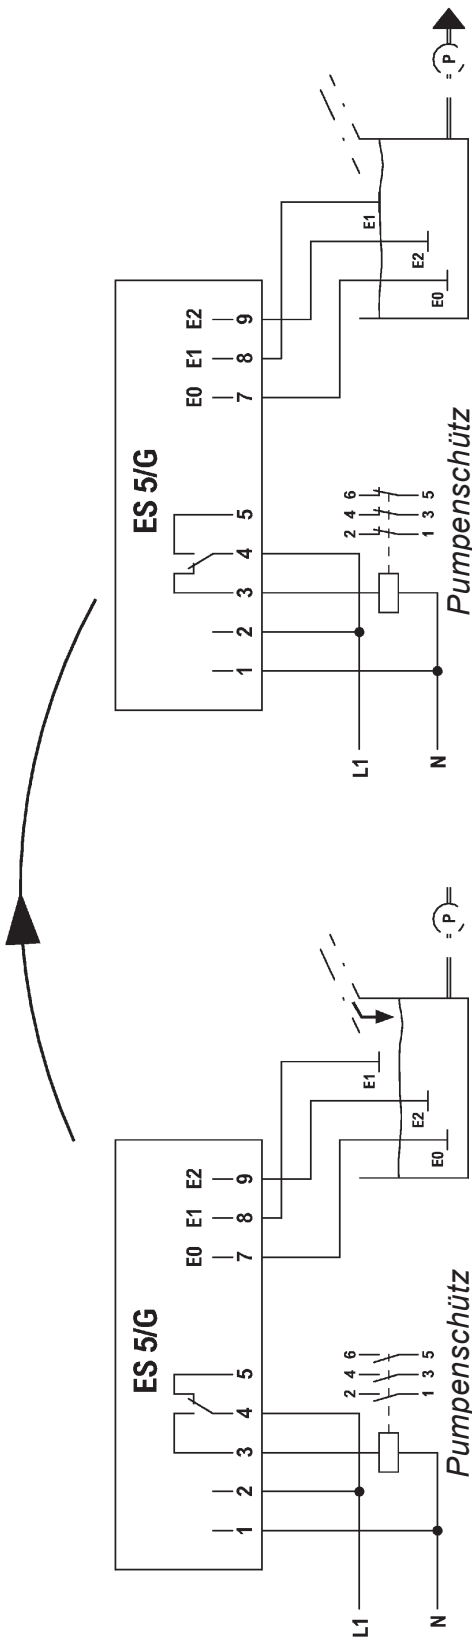 ES 5/G
E0 E1 E2
1 2 3 4 5 7 8 9
2 4 6
L1
E1
E2
1 3 5
N
E0
P
Pumpenschütz
ES 5/G
E0 E1 E2
1 2 3 4 5 7 8 9
2 4 6
L1
E1
E2
1 3 5
N
E0
P
Pumpenschütz